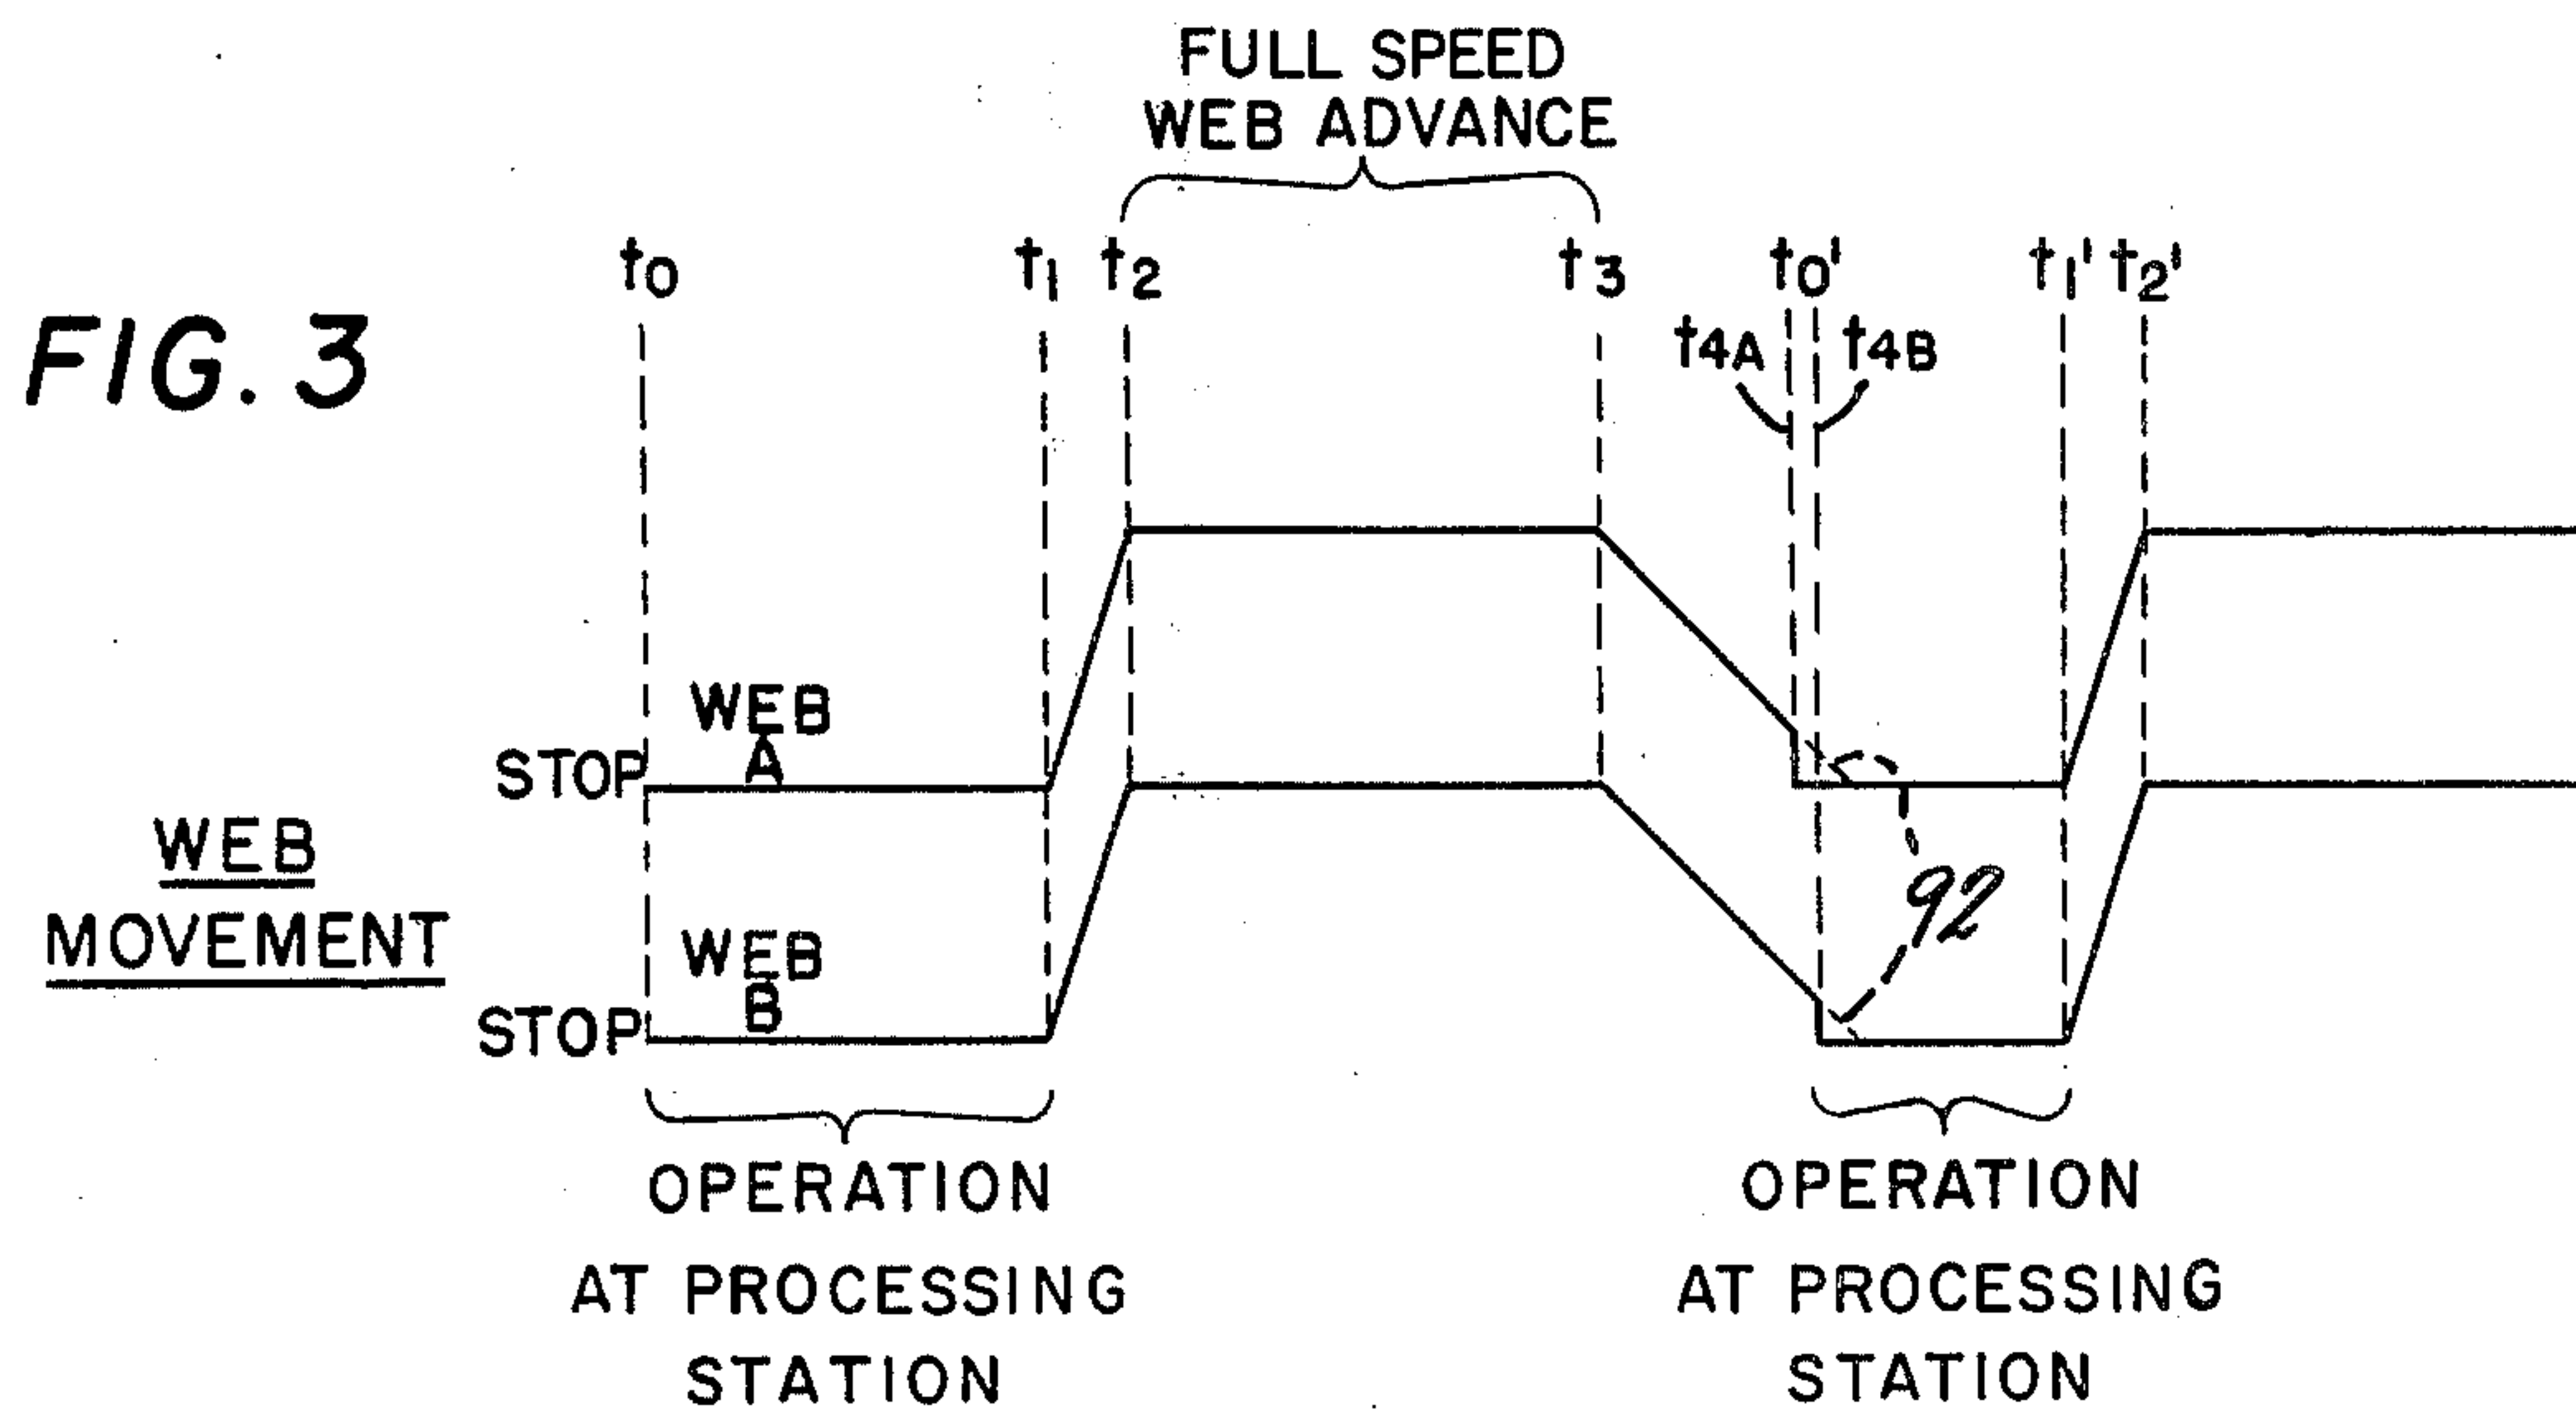 FULL SPEED
WEB ADVANCE
t0 t1 t2 t3 t0' t1' t2'
FIG. 3
t4A t4B
WEB
A
STOP
WEB
MOVEMENT
92
WEB
B
STOP
OPERATION
AT PROCESSING
STATION
OPERATION
AT PROCESSING
STATION